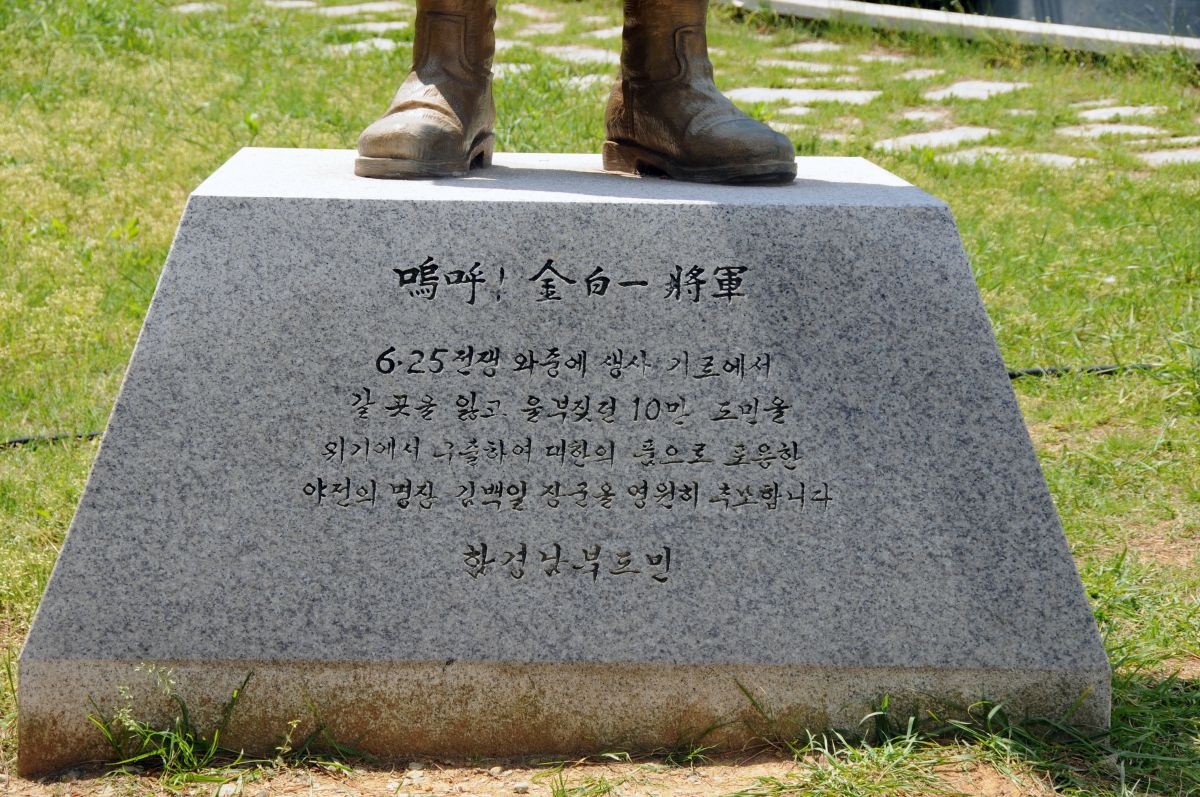 嗚呼! 金白一 將軍
6·25전쟁 와중에 생사 기로에서
갈 곳을 잃고 울부짖던 10만 도민을
위기에서 구출하여 대한의 품으로 포용한
야전의 명장 김백일 장군을 영원히 추모합니다
함경남북도민